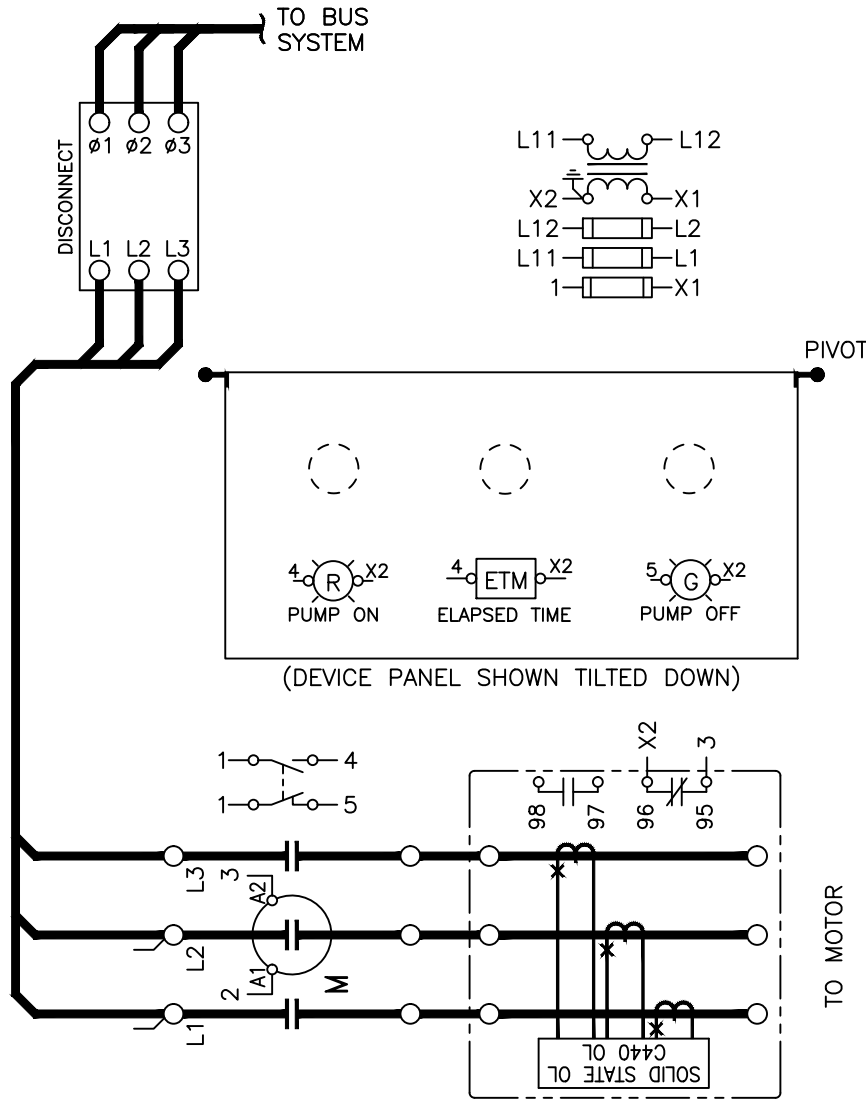 TO BUS
SYSTEM
DISCONNECT
ø1 ø2 ø3
L1 L2 L3
L11 L12
X2 X1
L12 L2
L11 L1
1 X1
PIVOT
4 R X2
PUMP ON
4 ETM X2
ELAPSED TIME
5 G X2
PUMP OFF
(DEVICE PANEL SHOWN TILTED DOWN)
1 4
1 5
X2 3
98 97 96 95
L3 3 A2
L2
2 A1 M
L1
TO MOTOR
SOLID STATE OL
C440 OL